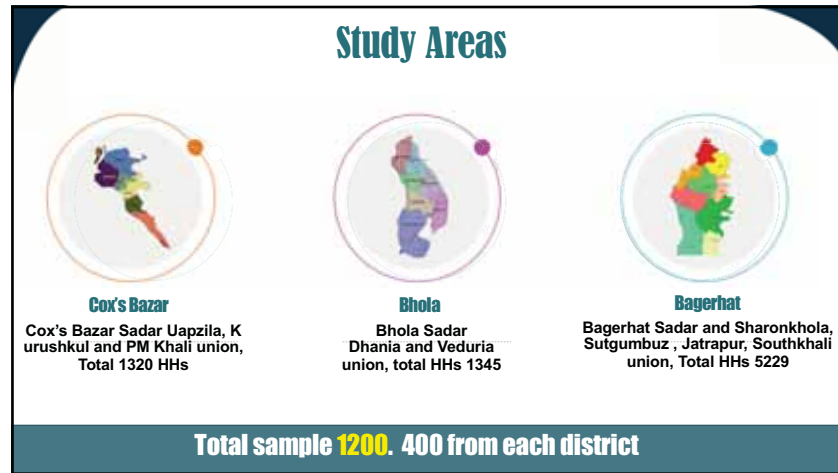 Study Areas
Cox's Bazar
Cox's Bazar Sadar Uapzila, K
urushkul and PM Khali union,
Total 1320 HHs
Bhola
Bhola Sadar
Dhania and Veduria
union, total HHs 1345
Bagerhat
Bagerhat Sadar and Sharonkhola,
Sutgumbuz , Jatrapur, Southkhali
union, Total HHs 5229
Total sample 1200. 400 from each district